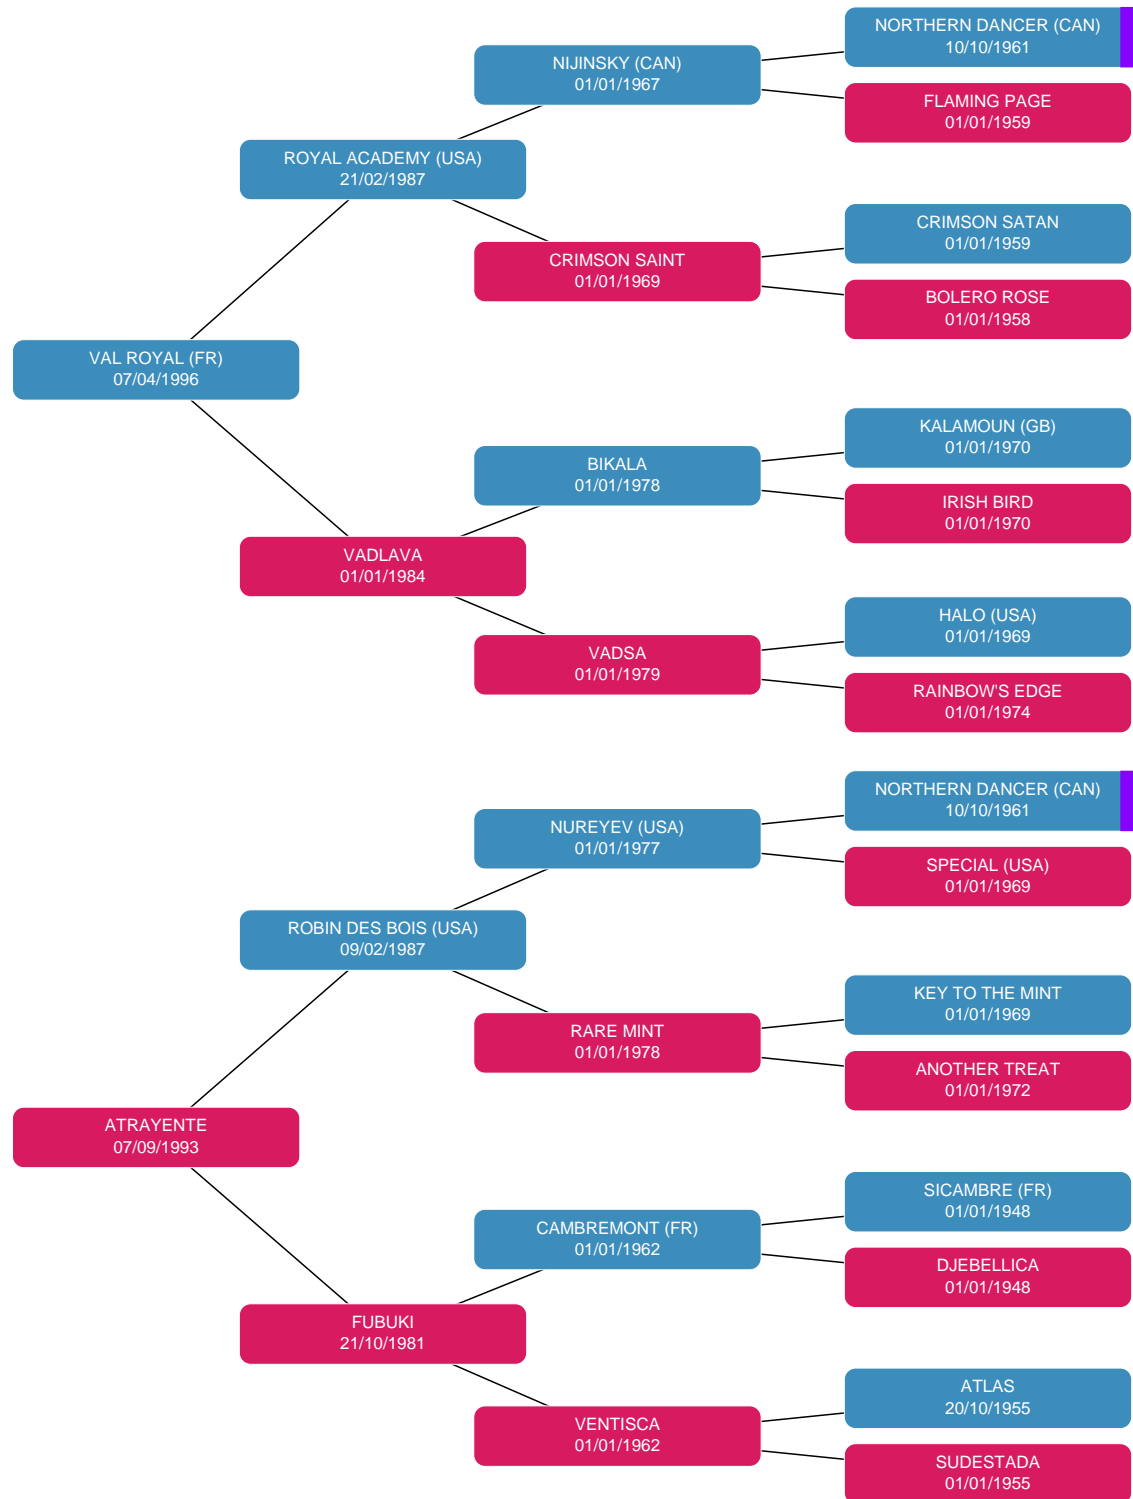 NORTHERN DANCER (CAN)
10/10/1961
NIJINSKY (CAN)
01/01/1967
FLAMING PAGE
01/01/1959
ROYAL ACADEMY (USA)
21/02/1987
CRIMSON SATAN
01/01/1959
CRIMSON SAINT
01/01/1969
BOLERO ROSE
01/01/1958
VAL ROYAL (FR)
07/04/1996
KALAMOUN (GB)
01/01/1970
BIKALA
01/01/1978
IRISH BIRD
01/01/1970
VADLAVA
01/01/1984
HALO (USA)
01/01/1969
VADSA
01/01/1979
RAINBOW'S EDGE
01/01/1974
NORTHERN DANCER (CAN)
10/10/1961
NUREYEV (USA)
01/01/1977
SPECIAL (USA)
01/01/1969
ROBIN DES BOIS (USA)
09/02/1987
KEY TO THE MINT
01/01/1969
RARE MINT
01/01/1978
ANOTHER TREAT
01/01/1972
ATRAYENTE
07/09/1993
SICAMBRE (FR)
01/01/1948
CAMBREMONT (FR)
01/01/1962
DJEBELLICA
01/01/1948
FUBUKI
21/10/1981
ATLAS
20/10/1955
VENTISCA
01/01/1962
SUDESTADA
01/01/1955